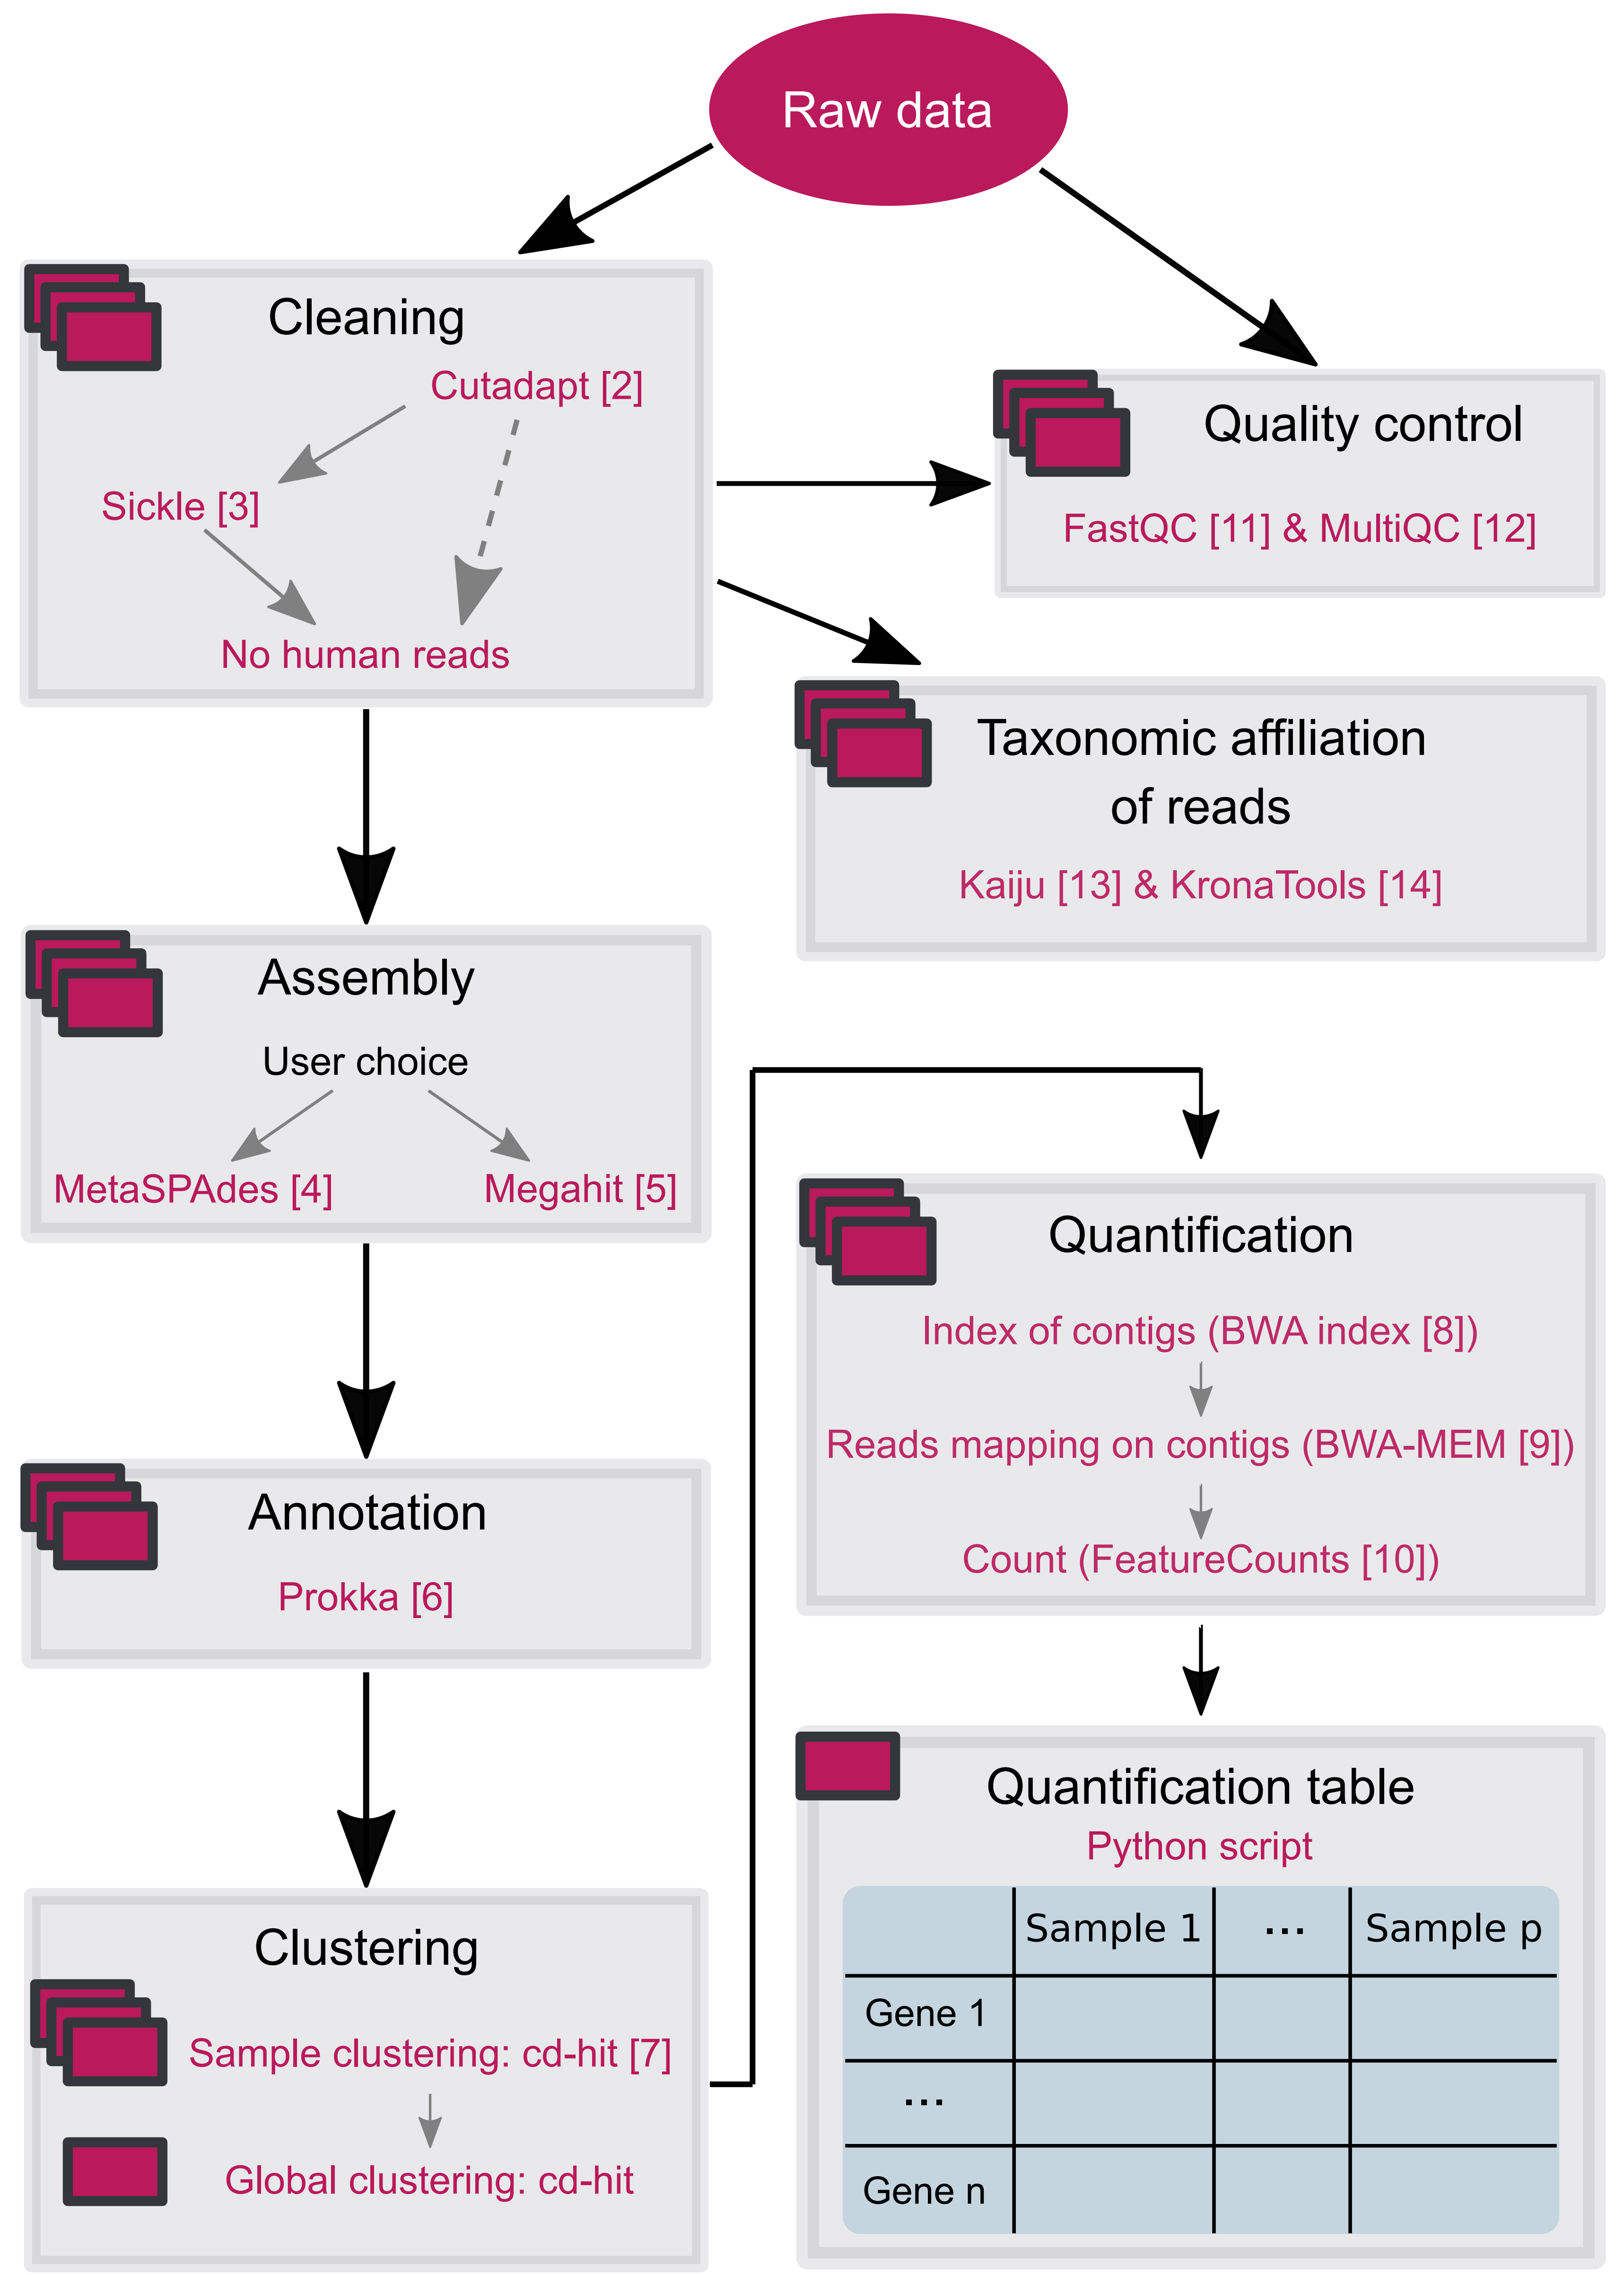 Raw data
Cleaning
Cutadapt [2]
Sickle [3]
No human reads
Quality control
FastQC [11] & MultiQC [12]
Taxonomic affiliation
of reads
Kaiju [13] & KronaTools [14]
Assembly
User choice
MetaSPAdes [4]
Megahit [5]
Annotation
Prokka [6]
Clustering
Sample clustering: cd-hit [7]
Global clustering: cd-hit
Quantification
Index of contigs (BWA index [8])
Reads mapping on contigs (BWA-MEM [9])
Count (FeatureCounts [10])
Quantification table
Python script
Sample 1 ... Sample p
Gene 1
...
Gene n